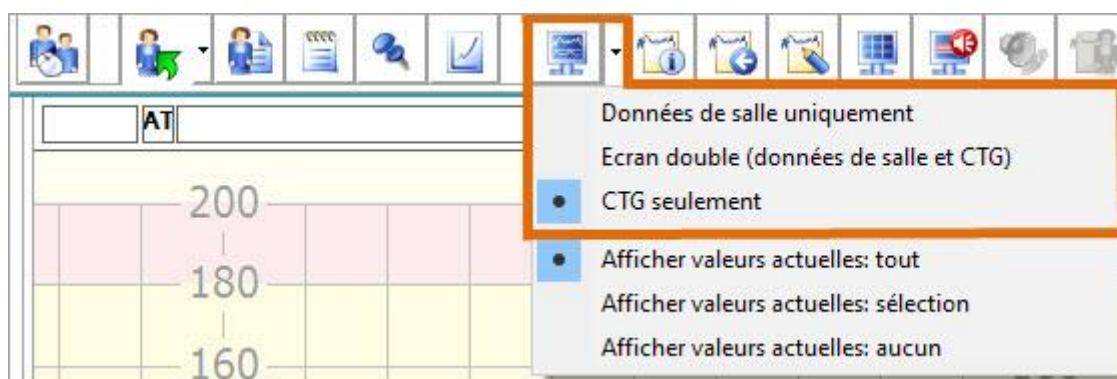 AT
200
180
160
Données de salle uniquement
Ecran double (données de salle et CTG)
CTG seulement
Afficher valeurs actuelles: tout
Afficher valeurs actuelles: sélection
Afficher valeurs actuelles: aucun